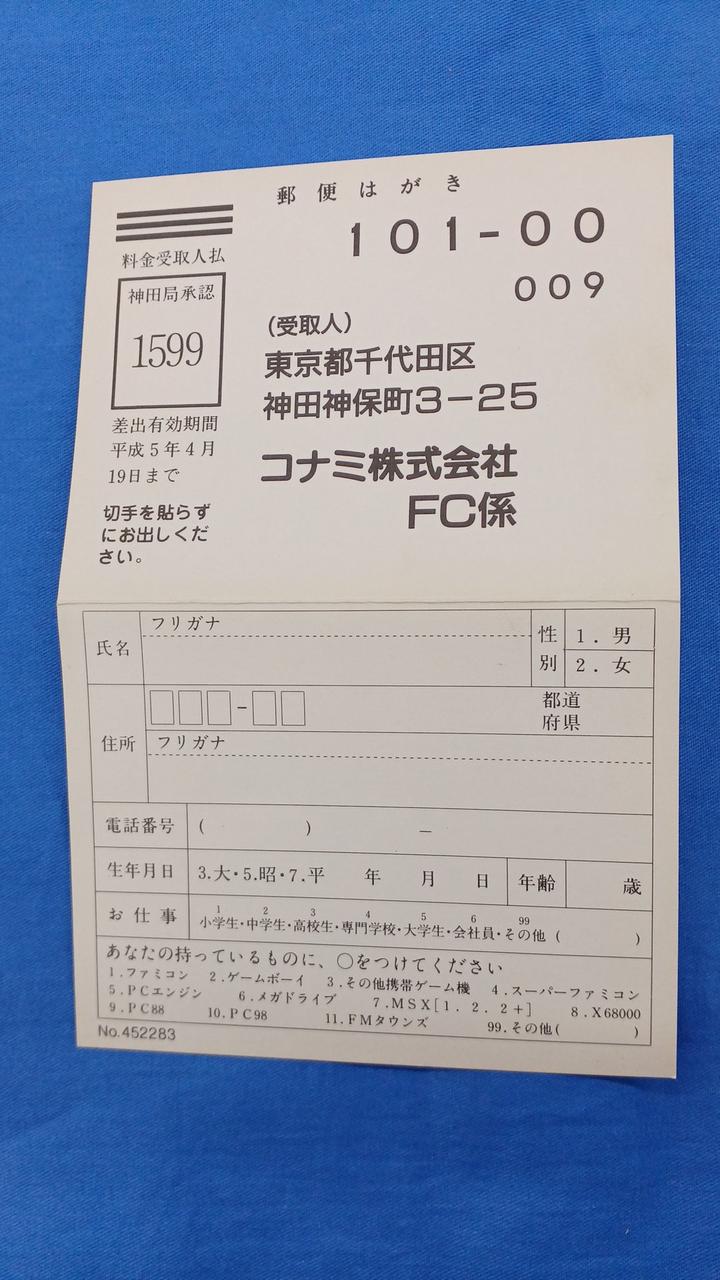 郵便はがき
101-00
009
料金受取人払
神田局承認
1599
差出有効期間
平成5年4月
19日まで
切手を貼らず
にお出しくだ
さい。
(受取人)
東京都千代田区
神田神保町3-25
コナミ株式会社
FC係
氏名
フリガナ
性別
1. 男
2. 女
住所
-
都道
府県
フリガナ
電話番号 ( ) -
生年月日 3.大・5.昭・7.平 年 月 日 年齢 歳
お仕事
1 2 3 4 5 6 99
小学生・中学生・高校生・専門学校・大学生・会社員・その他 ( )
あなたの持っているものに、○をつけてください
1.ファミコン 2.ゲームボーイ 3.その他携帯ゲーム機 4.スーパーファミコン
5.PCエンジン 6.メガドライブ 7.MSX[1. 2. 2+] 8.X68000
9.PC88 10.PC98 11.FMタウンズ 99.その他( )
No.452283